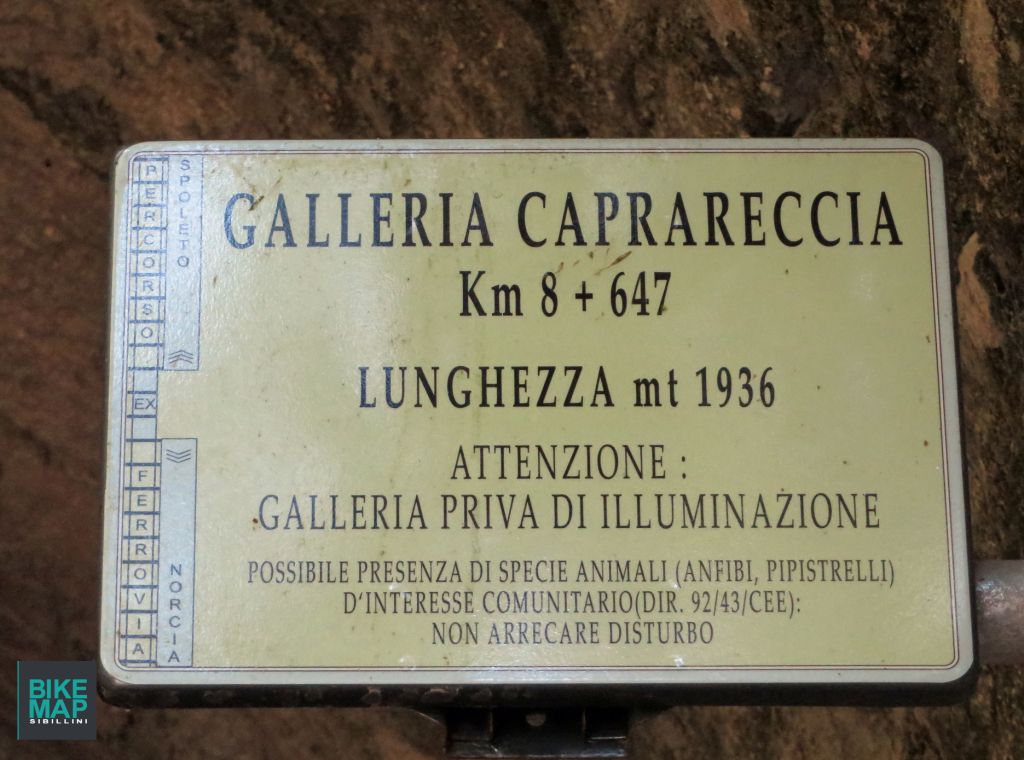 PERCORSO EX FERROVIA
SPOLETO
NORCIA
GALLERIA CAPRARECCIA
Km 8 + 647
LUNGHEZZA mt 1936
ATTENZIONE :
GALLERIA PRIVA DI ILLUMINAZIONE
POSSIBILE PRESENZA DI SPECIE ANIMALI (ANFIBI, PIPISTRELLI)
D'INTERESSE COMUNITARIO(DIR. 92/43/CEE):
NON ARRECARE DISTURBO
BIKE
MAP
SIBILLINI